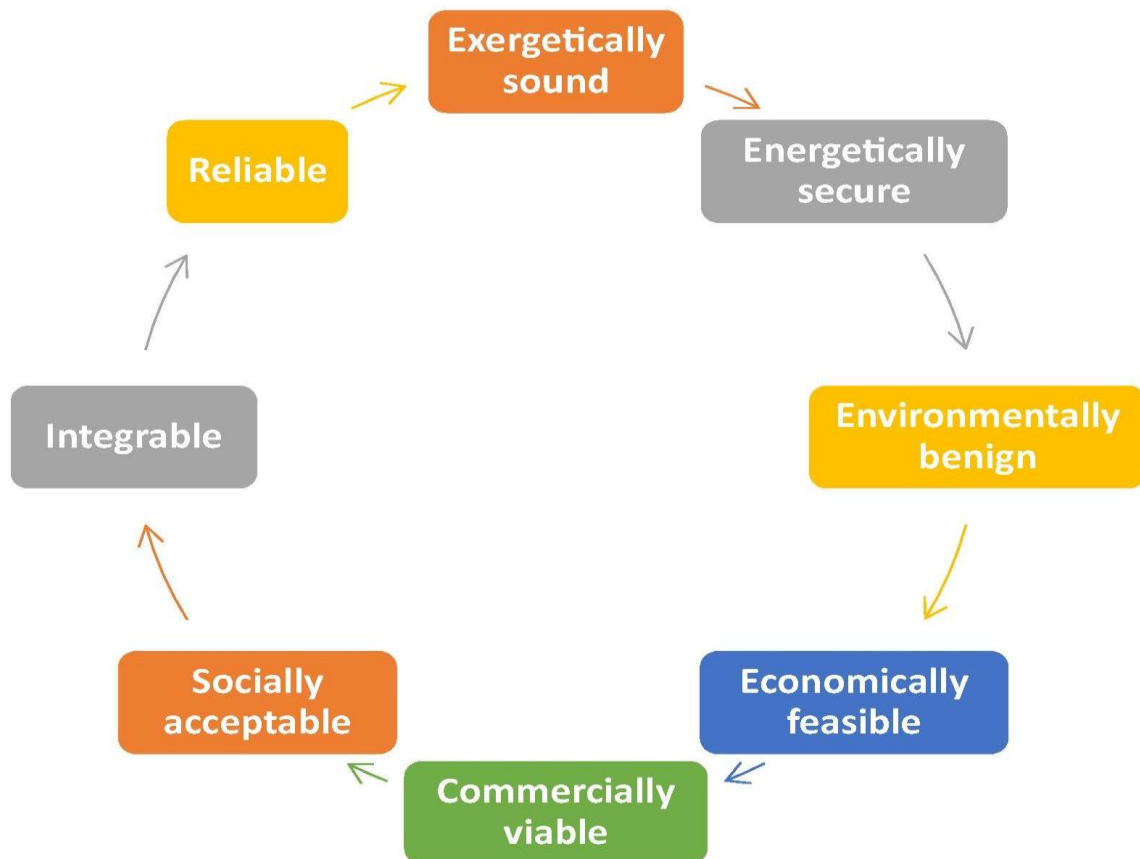 Exergetically
sound
Energetically
secure
Environmentally
benign
Economically
feasible
Commercially
viable
Socially
acceptable
Integrable
Reliable